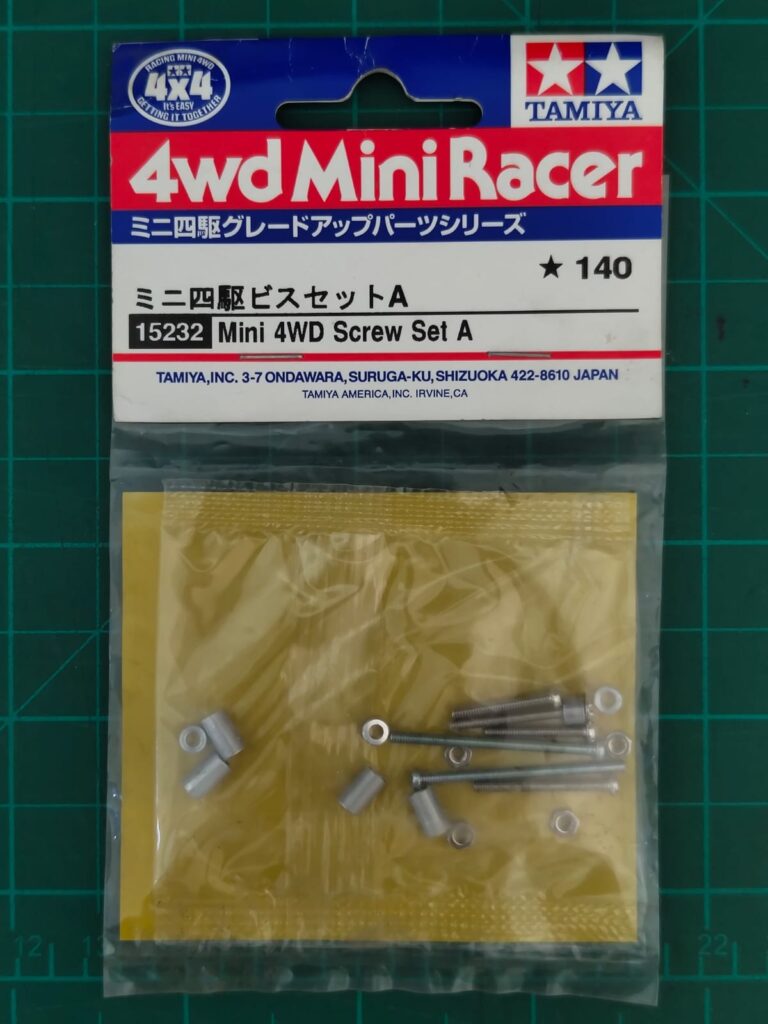 RACING MINI 4WD
4x4
It's EASY
GETTING IT TOGETHER
TAMIYA
4wd Mini Racer
ミニ四駆グレードアップパーツシリーズ
★ 140
ミニ四駆ビスセットA
15232 Mini 4WD Screw Set A
TAMIYA,INC. 3-7 ONDAWARA,SURUGA-KU,SHIZUOKA 422-8610 JAPAN
TAMIYA AMERICA,INC. IRVINE,CA
12 13 22